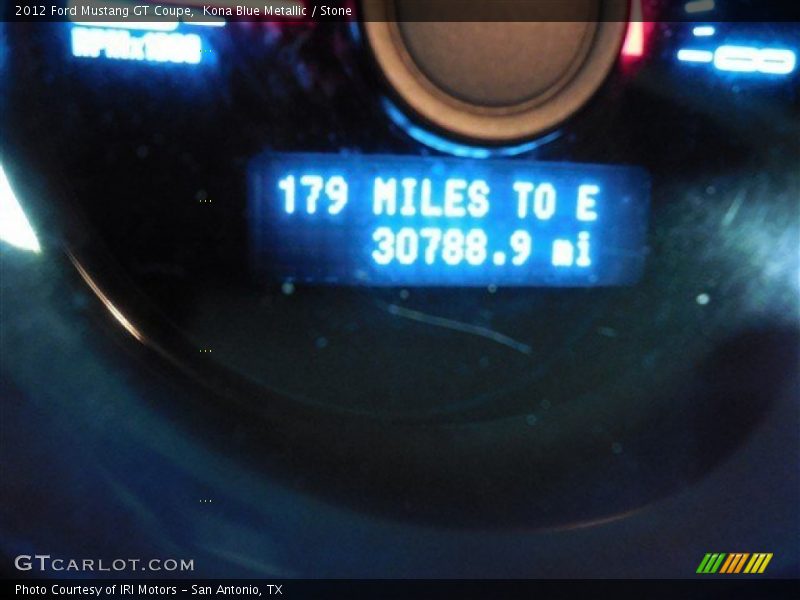 2012 Ford Mustang GT Coupe, Kona Blue Metallic / Stone
RPMx1000
179 MILES TO E
30788.9 mi
GTCARLOT.COM
Photo Courtesy of IRI Motors - San Antonio, TX